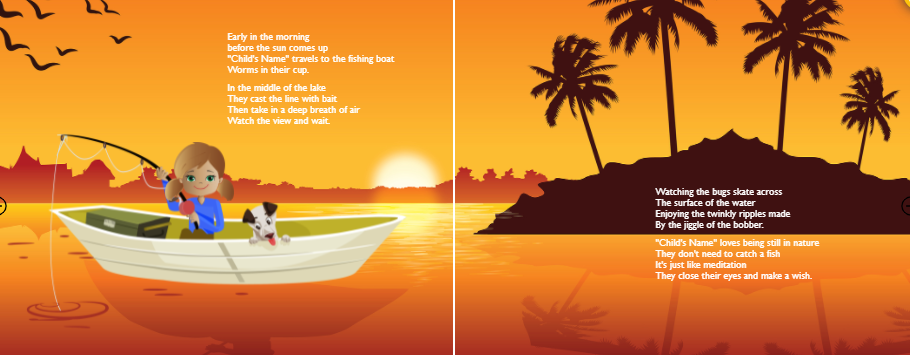 Early in the morning
before the sun comes up
"Child's Name" travels to the fishing boat
Worms in their cup.
In the middle of the lake
They cast the line with bait
Then take in a deep breath of air
Watch the view and wait.
Watching the bugs skate across
The surface of the water
Enjoying the twinkly ripples made
By the jiggle of the bobber.
"Child's Name" loves being still in nature
They don't need to catch a fish
It's just like meditation
They close their eyes and make a wish.